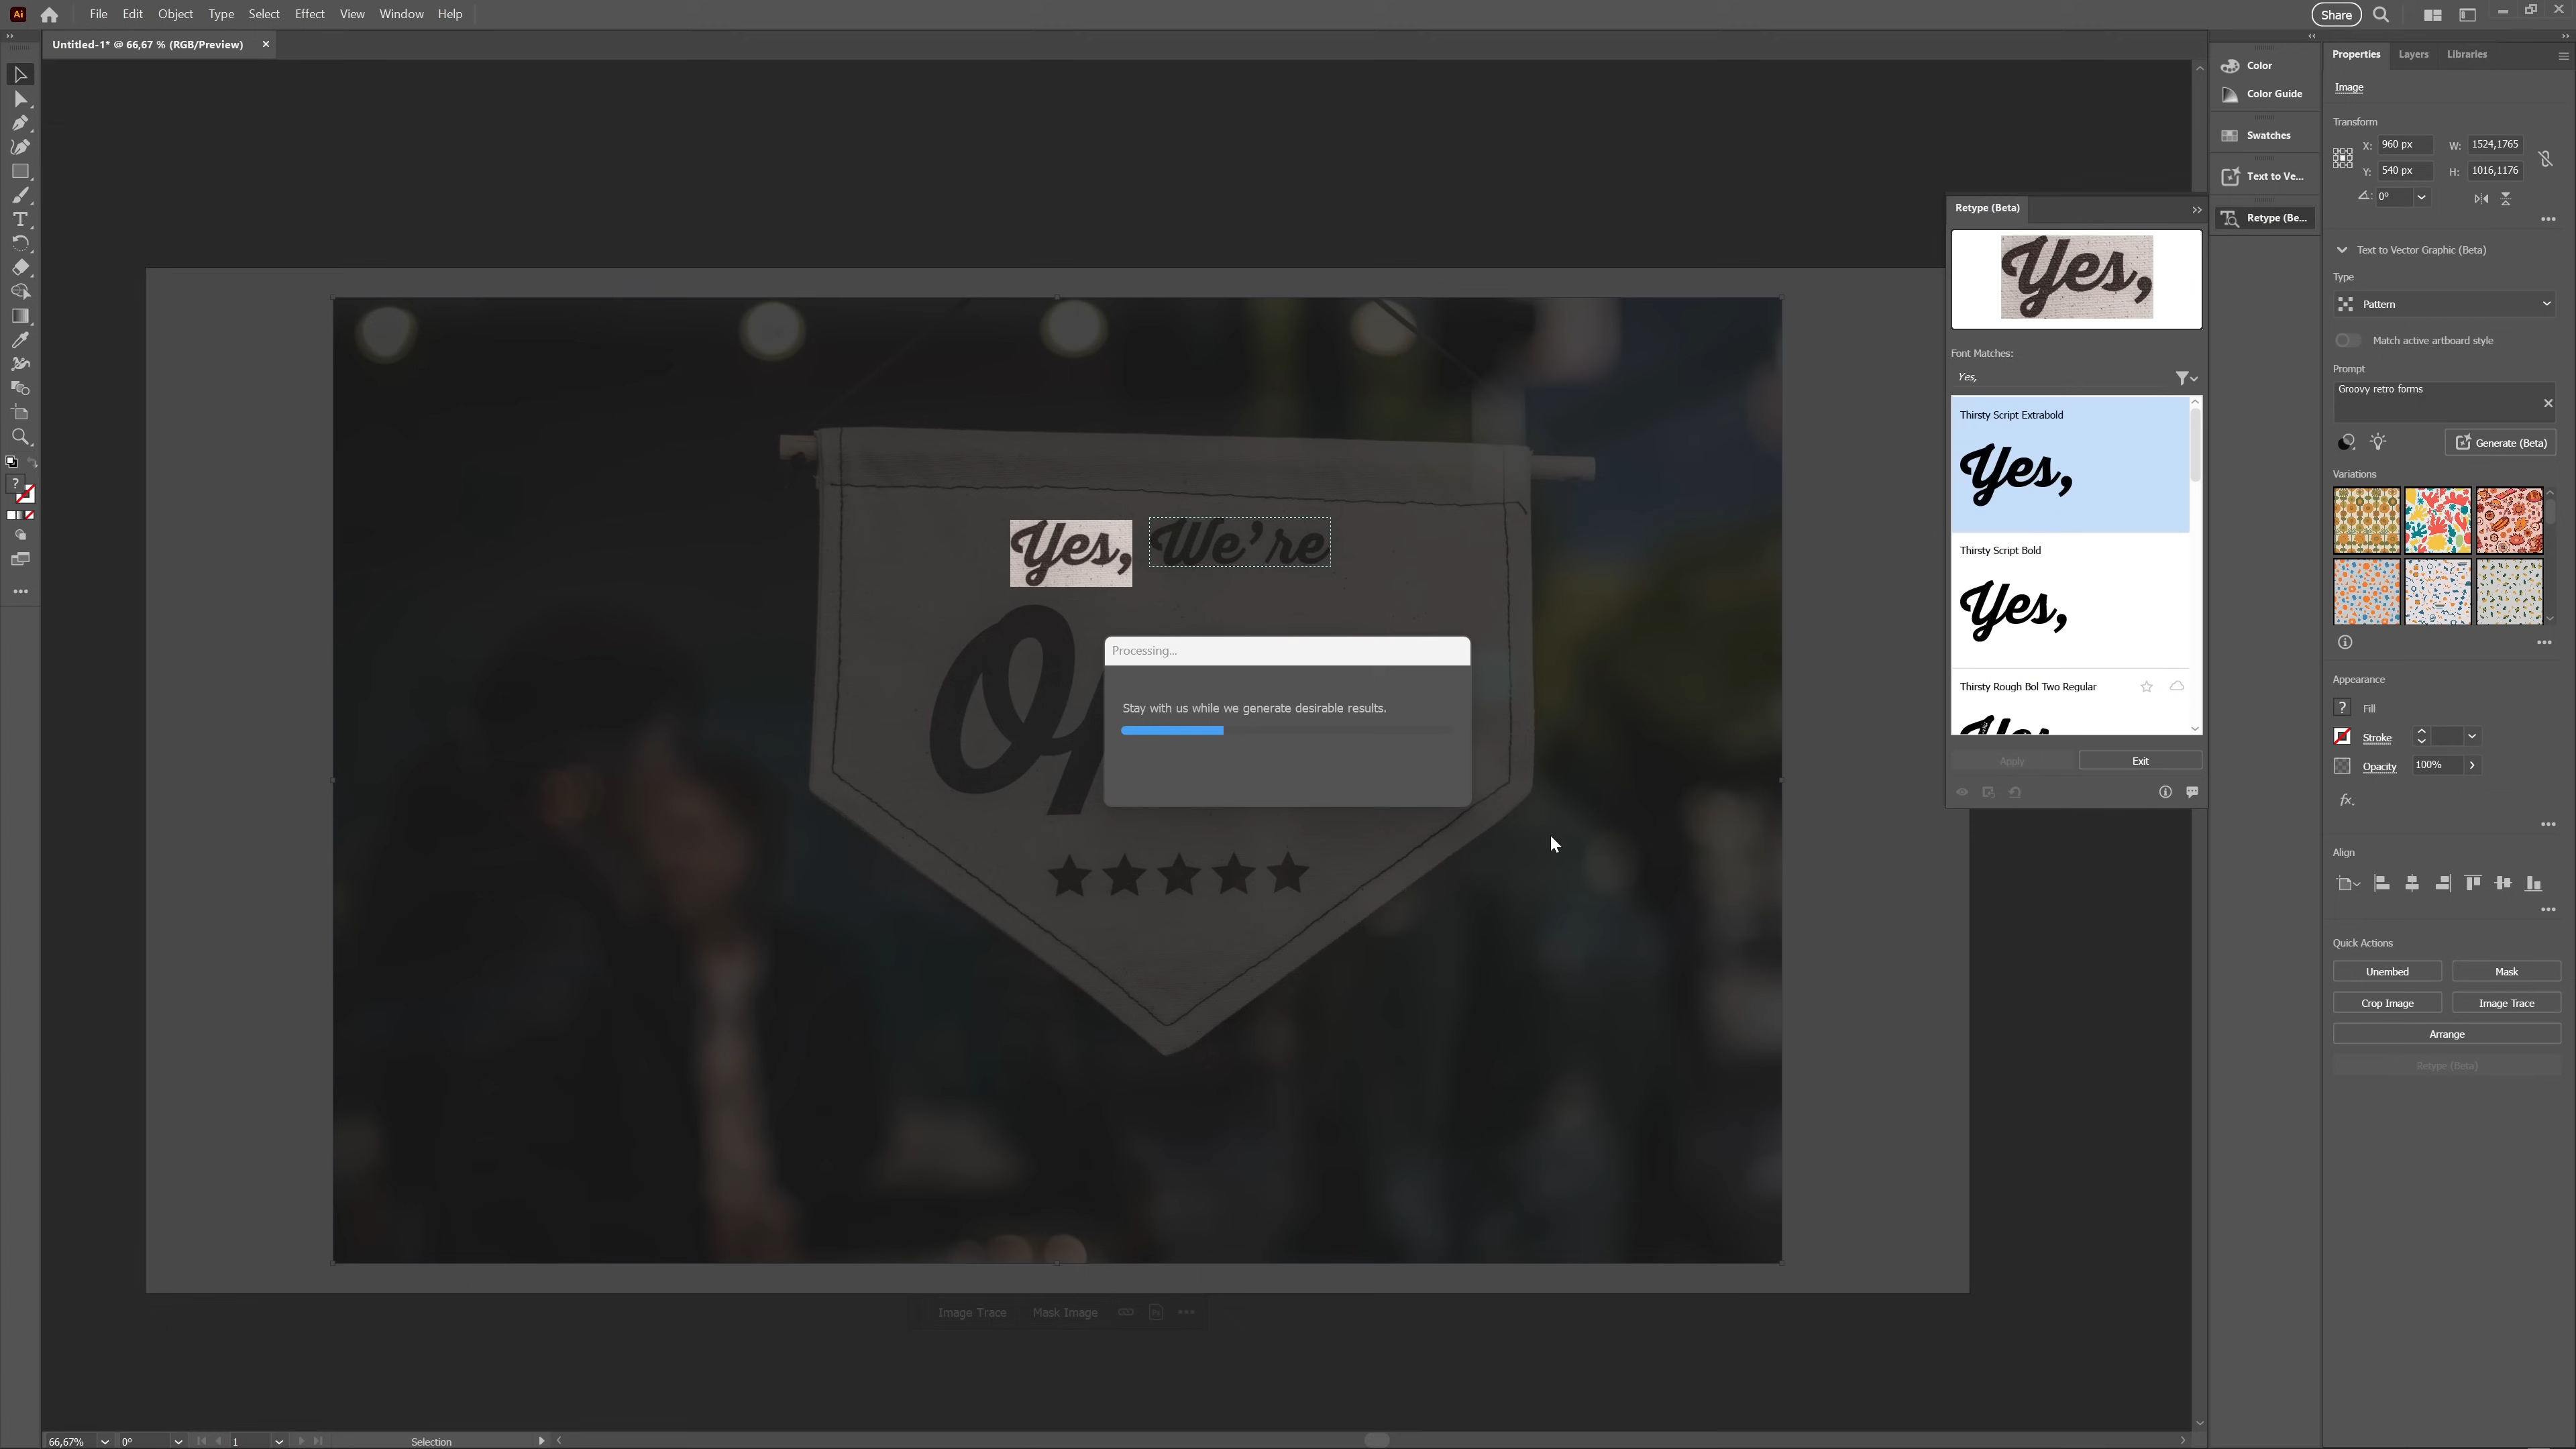 Ai File Edit Object Type Select Effect View Window Help Share
Untitled-1* @ 66,67 % (RGB/Preview)
Yes, We're
Op
Processing...
Stay with us while we generate desirable results.
Image Trace Mask Image
66,67% 0° 1 Selection
Retype (Beta)
Yes,
Font Matches:
Yes,
Thirsty Script Extrabold
Yes,
Thirsty Script Bold
Yes,
Thirsty Rough Bol Two Regular
Yes,
Apply Exit
Color
Color Guide
Swatches
Text to Ve...
Retype (Be...
Properties Layers Libraries
Image
Transform
X: 960 px W: 1524,1765
Y: 540 px H: 1016,1176
0°
Text to Vector Graphic (Beta)
Type
Pattern
Match active artboard style
Prompt
Groovy retro forms
Generate (Beta)
Variations
Appearance
? Fill
Stroke
Opacity 100%
fx.
Align
Quick Actions
Unembed Mask
Crop Image Image Trace
Arrange
Retype (Beta)